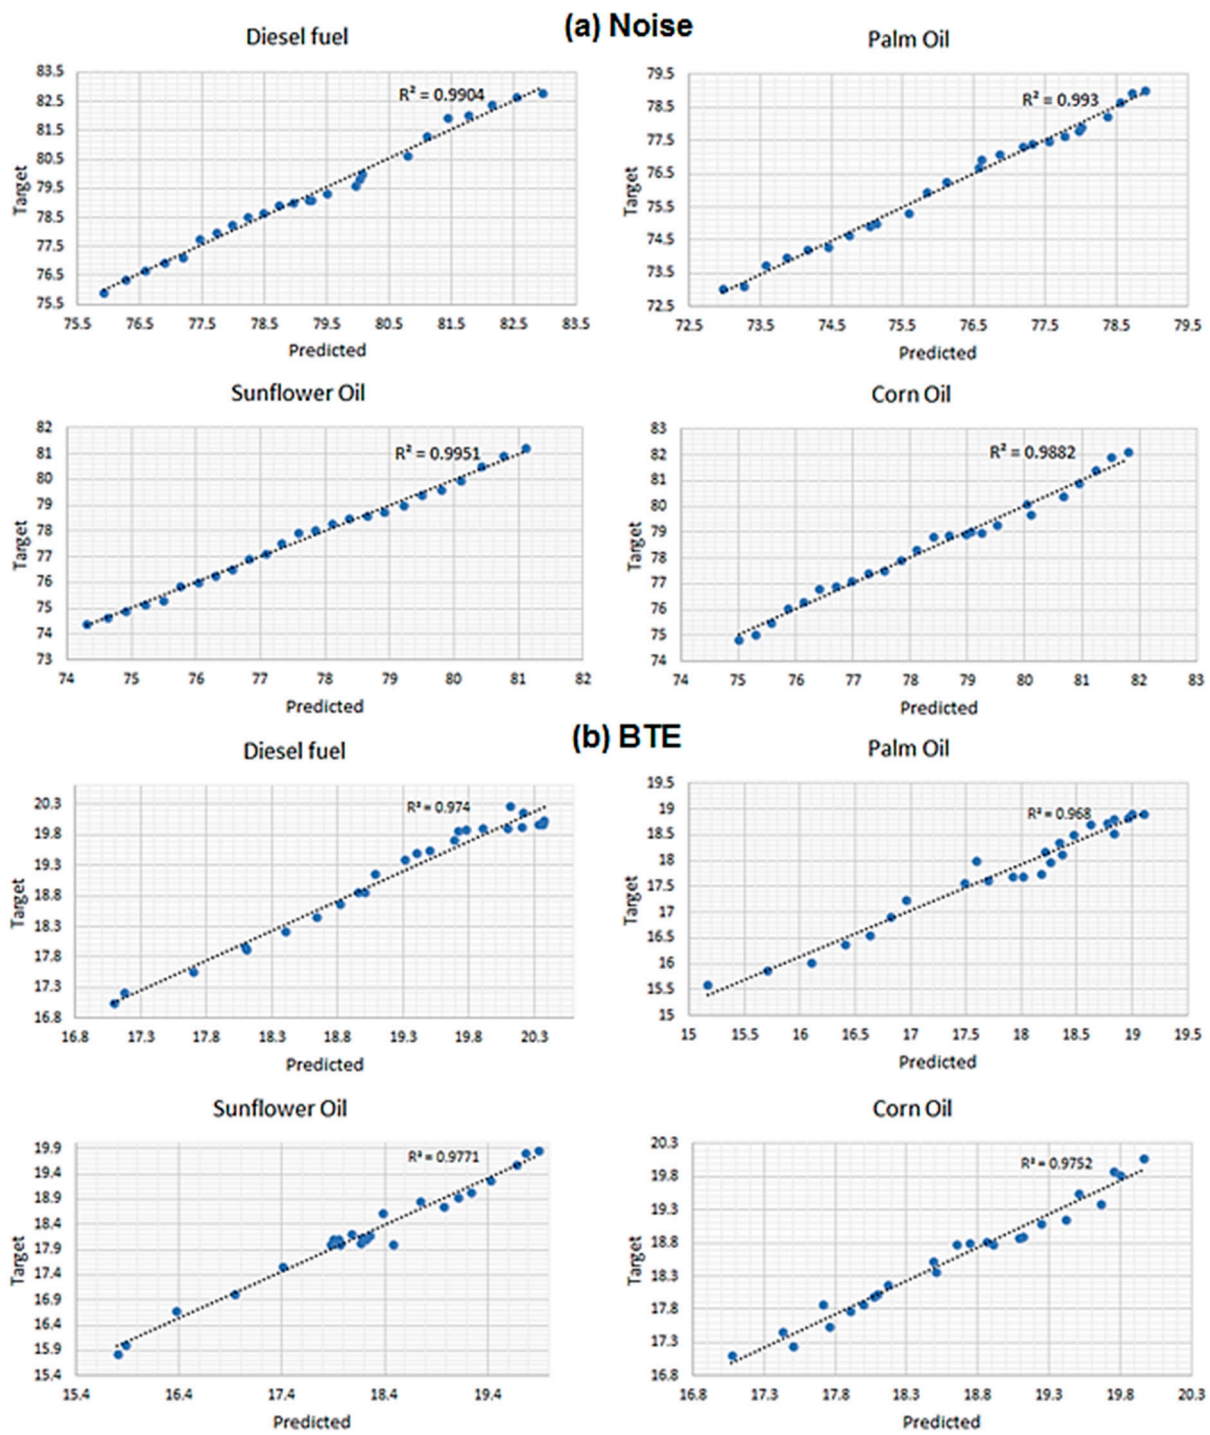 (a) Noise
Diesel fuel
83.5
82.5
81.5
80.5
79.5
78.5
77.5
76.5
75.5
Target
R² = 0.9904
75.5 76.5 77.5 78.5 79.5 80.5 81.5 82.5 83.5
Predicted
Palm Oil
79.5
78.5
77.5
76.5
75.5
74.5
73.5
72.5
Target
R² = 0.993
72.5 73.5 74.5 75.5 76.5 77.5 78.5 79.5
Predicted
Sunflower Oil
82
81
80
79
78
77
76
75
74
73
Target
R² = 0.9951
74 75 76 77 78 79 80 81 82
Predicted
Corn Oil
83
82
81
80
79
78
77
76
75
74
Target
R² = 0.9882
74 75 76 77 78 79 80 81 82 83
Predicted
(b) BTE
Diesel fuel
20.3
19.8
19.3
18.8
18.3
17.8
17.3
16.8
Target
R² = 0.974
16.8 17.3 17.8 18.3 18.8 19.3 19.8 20.3
Predicted
Palm Oil
19.5
19
18.5
18
17.5
17
16.5
16
15.5
15
Target
R² = 0.968
15 15.5 16 16.5 17 17.5 18 18.5 19 19.5
Predicted
Sunflower Oil
19.9
19.4
18.9
18.4
17.9
17.4
16.9
16.4
15.9
15.4
Target
R² = 0.9771
15.4 16.4 17.4 18.4 19.4
Predicted
Corn Oil
20.3
19.8
19.3
18.8
18.3
17.8
17.3
16.8
Target
R² = 0.9752
16.8 17.3 17.8 18.3 18.8 19.3 19.8 20.3
Predicted